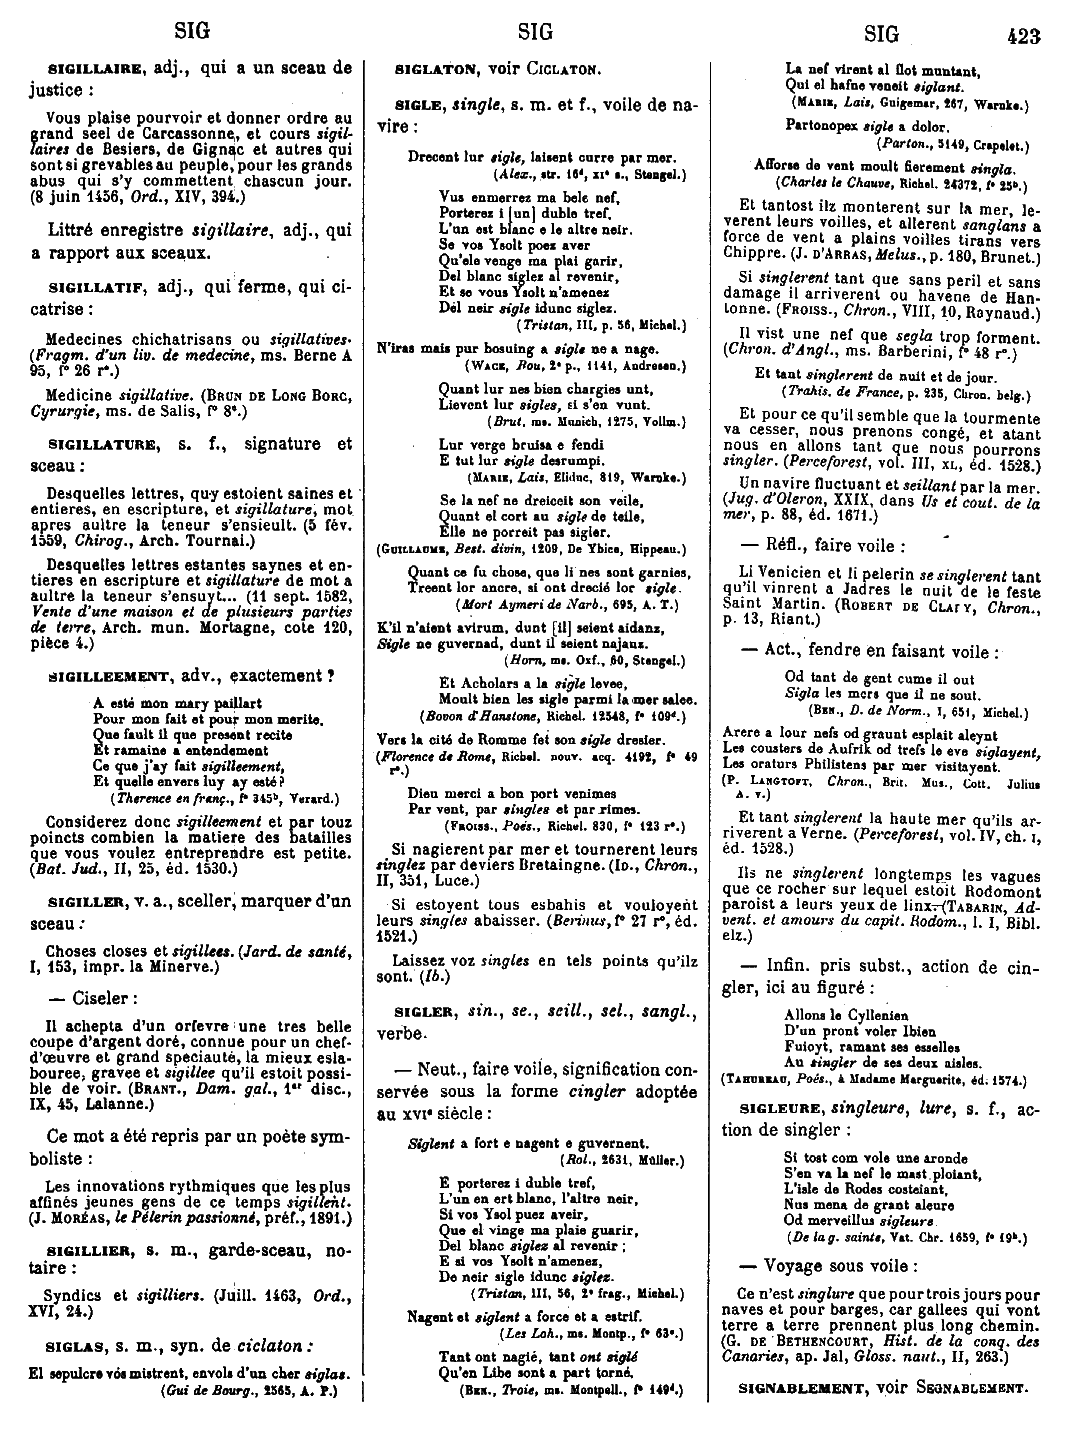 SIG
SIG
SIG
423
SIGILLAIRE, adj., qui a un sceau de
justice :
Vous plaise pourvoir et donner ordre au
grand seel de Carcassonne, et cours sigil-
laires de Besiers, de Gignac et autres qui
sont si grevables au peuple, pour les grands
abus qui s'y commettent chascun jour.
(8 juin 1456, Ord., XIV, 394.)
Littré enregistre sigillaire, adj., qui
a rapport aux sceaux.
SIGILLATIF, adj., qui ferme, qui ci-
catrise :
Medecines chichatrisans ou sigillatives.
(Fragm. d'un liv. de medecine, ms. Berne A
95, f° 26 r°.)
Medicine sigillative. (BRUN DE LONG BORC,
Cyrurgie, ms. de Salis, f° 8°.)
SIGILLATURE, s. f., signature et
sceau :
Desquelles lettres, quy estoient saines et
entieres, en escripture, et sigillature, mot
apres aultre la teneur s'ensieult. (5 fév.
1559, Chirog., Arch. Tournai.)
Desquelles lettres estantes saynes et en-
tieres en escripture et sigillature de mot a
aultre la teneur s'ensuyt... (11 sept. 1582,
Vente d'une maison et de plusieurs parties
de terre, Arch. mun. Mortagne, cote 120,
pièce 4.)
SIGILLEEMENT, adv., exactement ?
A esté mon mary paillart
Pour mon fait et pour mon merite.
Que fault il que present recite
Et ramaine a entendement
Ce que j'ay fait sigilleement,
Et quelle envers luy ay esté ?
(Therence en franç., f° 345ᵇ, Verard.)
Considerez donc sigilleement et par touz
poincts combien la matiere des batailles
que vous voulez entreprendre est petite.
(Bat. Jud., II, 25, éd. 1530.)
SIGILLER, v. a., sceller, marquer d'un
sceau :
Choses closes et sigillees. (Jard. de santé,
I, 153, impr. la Minerve.)
— Ciseler :
Il achepta d'un orfevre une tres belle
coupe d'argent doré, connue pour un chef-
d'œuvre et grand speciauté, la mieux esla-
bouree, gravee et sigillee qu'il estoit possi-
ble de voir. (BRANT., Dam. gal., 1ᵉʳ disc.,
IX, 45, Lalanne.)
Ce mot a été repris par un poète sym-
boliste :
Les innovations rythmiques que les plus
affinés jeunes gens de ce temps sigillent.
(J. MORÉAS, le Pélerin passionné, préf., 1891.)
SIGILLIER, s. m., garde-sceau, no-
taire :
Syndics et sigilliers. (Juill. 1463, Ord.,
XVI, 24.)
SIGLAS, s. m., syn. de ciclaton :
El sepulcre vos mistrent, envols d'un cher siglas.
(Gui de Bourg., 2565, A. P.)
SIGLATON, voir CICLATON.
SIGLE, single, s. m. et f., voile de na-
vire :
Drecent lur sigle, laisent curre par mer.
(Alex., str. 16ᵈ, XIᵉ s., Stengel.)
Vus enmerrez ma bele nef,
Porterez i [un] duble tref.
L'un est blanc e le altre neir.
Se vos Ysolt poez aver
Qu'ele venge ma plai garir,
Del blanc siglez al revenir,
Et se vous Ysolt n'amenez
Del neir sigle idunc siglez.
(Tristan, III, p. 56, Michel.)
N'iras mais pur bosuing a sigle ne a nage.
(WACE, Rou, 2ᵉ p., 1141, Andresen.)
Quant lur nes bien chargies unt,
Lievent lur sigles, si s'en vunt.
(Brut, ms. Munich, 1275, Vollm.)
Lur verge bruisa e fendi
E tut lur sigle desrumpi.
(MARIE, Lais, Eliduc, 819, Warnke.)
Se la nef ne dreiceit son veile,
Quant el cort au sigle de teile,
Elle ne porreit pas sigler.
(GUILLAUME, Best. divin, 1209, De Ybice, Hippeau.)
Quant ce fu chose, que li nes sont garnies,
Treent lor ancre, si ont drecié lor sigle.
(Mort Aymeri de Narb., 695, A. T.)
K'il n'aient avirum, dunt [il] seient aidanz,
Sigle ne guvernad, dunt il seient najanz.
(Horn, ms. Oxf., 60, Stengel.)
Et Acholars a la sigle levee,
Moult bien les sigle parmi la mer salee.
(Bovon d'Hanstone, Richel. 12548, f° 109ᵈ.)
Vers la cité de Romme fet son sigle dresier.
(Florence de Rome, Richel. nouv. acq. 4192, f° 49
r°.)
Dieu merci a bon port venimes
Par vent, par singles et par rimes.
(FROISS., Poés., Richel. 830, f° 123 r°.)
Si nagierent par mer et tournerent leurs
singlez par deviers Bretaingne. (ID., Chron.,
II, 351, Luce.)
Si estoyent tous esbahis et vouloyent
leurs singles abaisser. (Berinus, f° 27 r°, éd.
1521.)
Laissez voz singles en tels points qu'ilz
sont. (Ib.)
SIGLER, sin., se., seill., sel., sangl.,
verbe.
— Neut., faire voile, signification con-
servée sous la forme cingler adoptée
au XVIᵉ siècle :
Siglent a fort e nagent e guvernent.
(Rol., 2631, Müller.)
E porterez i duble tref,
L'un en ert blanc, l'altre neir,
Si vos Ysol puez aveir,
Que el vinge ma plaie guarir,
Del blanc siglez al revenir ;
E si vos Ysolt n'amenez,
De neir sigle idunc siglez.
(Tristan, III, 56, 2ᵉ frag., Michel.)
Nagent et siglent a force et a estrif.
(Les Loh., ms. Montp., f° 63ᵉ.)
Tant ont nagié, tant ont siglé
Qu'en Libe sont a part torné.
(BEN., Troie, ms. Montpell., f° 149ᵈ.)
La nef virent al flot muntant,
Qui el hafne veneit siglant.
(MARIE, Lais, Guigemar, 267, Warnke.)
Partonopex sigle a dolor.
(Parton., 5149, Crapelet.)
Afforse de vent moult fierement singla.
(Charles le Chauve, Richel. 24372, f° 25ᵇ.)
Et tantost ilz monterent sur la mer, le-
verent leurs voilles, et allerent sanglans a
force de vent a plains voilles tirans vers
Chippre. (J. D'ARRAS, Melus., p. 180, Brunet.)
Si singlerent tant que sans peril et sans
damage il arriverent ou havene de Han-
tonne. (FROISS., Chron., VIII, 10, Raynaud.)
Il vist une nef que segla trop forment.
(Chron. d'Angl., ms. Barberini, f° 48 r°.)
Et tant singlerent de nuit et de jour.
(Trahis. de France, p. 235, Chron. belg.)
Et pour ce qu'il semble que la tourmente
va cesser, nous prenons congé, et atant
nous en allons tant que nous pourrons
singler. (Perceforest, vol. III, XL, éd. 1528.)
Un navire fluctuant et seillant par la mer.
(Jug. d'Oleron, XXIX, dans Us et cout. de la
mer, p. 88, éd. 1671.)
— Réfl., faire voile :
Li Venicien et li pelerin se singlerent tant
qu'il vinrent a Jadres le nuit de le feste
Saint Martin. (ROBERT DE CLARY, Chron.,
p. 13, Riant.)
— Act., fendre en faisant voile :
Od tant de gent cume il out
Sigla les mers que il ne sout.
(BEN., D. de Norm., I, 651, Michel.)
Arere a lour nefs od graunt esplait aleynt
Les cousters de Aufrik od trefs le eve siglayent,
Les oraturs Philistens par mer visitayent.
(P. LANGTOFT, Chron., Brit. Mus., Cott. Julius
A. V.)
Et tant singlerent la haute mer qu'ils ar-
riverent a Verne. (Perceforest, vol. IV, ch. I,
éd. 1528.)
Ils ne singlerent longtemps les vagues
que ce rocher sur lequel estoit Rodomont
paroist a leurs yeux de linx. (TABARIN, Ad-
vent. et amours du capit. Rodom., l. I, Bibl.
elz.)
— Infin. pris subst., action de cin-
gler, ici au figuré :
Allons le Cyllenien
D'un pront voler Ibien
Fuioyt, ramant ses esselles
Au singler de ses deux aisles.
(TAHUREAU, Poés., à Madame Marguerite, éd. 1574.)
SIGLEURE, singleure, lure, s. f., ac-
tion de singler :
Si tost com vole une aronde
S'en va la nef le mast ploiant,
L'isle de Rodes costeiant,
Nus mena de grant aleure
Od merveillus sigleure.
(De la g. sainte, Vat. Chr. 1659, f° 19ᵇ.)
— Voyage sous voile :
Ce n'est singlure que pour trois jours pour
naves et pour barges, car gallees qui vont
terre a terre prennent plus long chemin.
(G. DE BETHENCOURT, Hist. de la conq. des
Canaries, ap. Jal, Gloss. naut., II, 263.)
SIGNABLEMENT, voir SEGNABLEMENT.